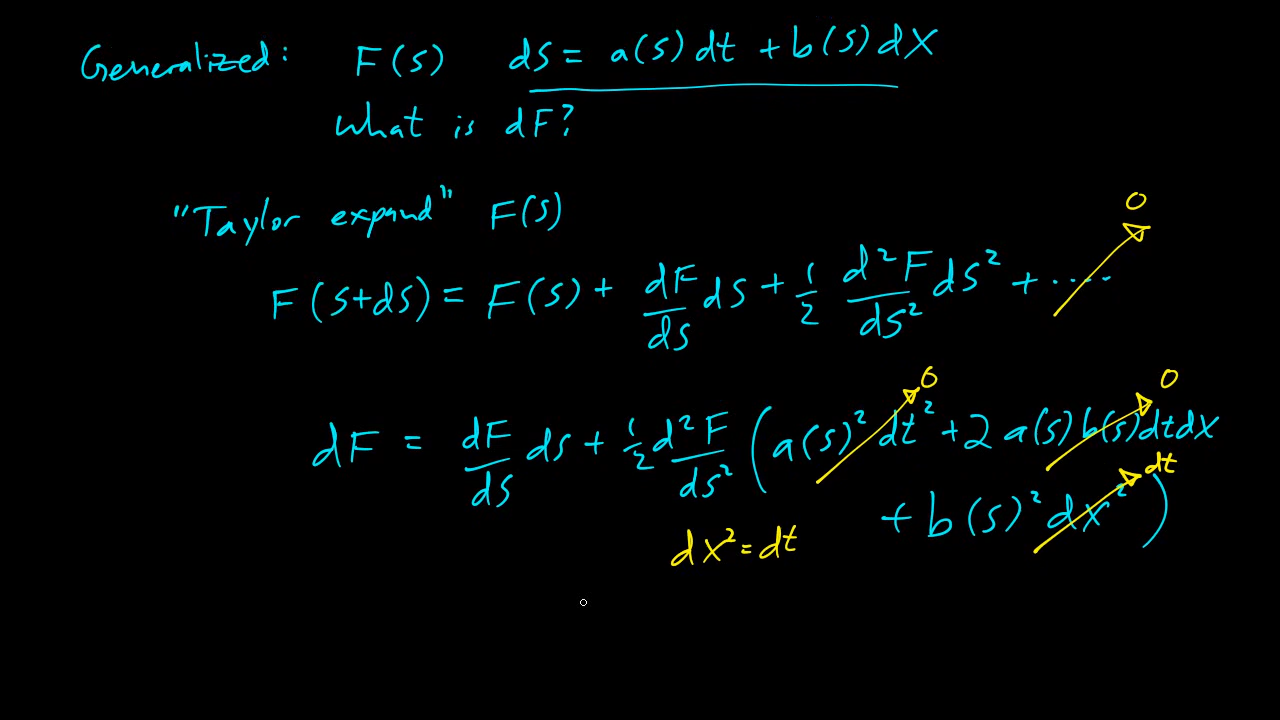 Generalized: F(s) ds = a(s) dt + b(s) dX
What is dF?
"Taylor expand" F(s)
0
F(s+ds) = F(s) + dF/ds ds + 1/2 d²F/ds² ds² + ....
0 0
dF = dF/ds ds + 1/2 d²F/ds² (a(s)² dt² + 2 a(s) b(s) dt dX
dt
+ b(s)² dX²)
dX² = dt